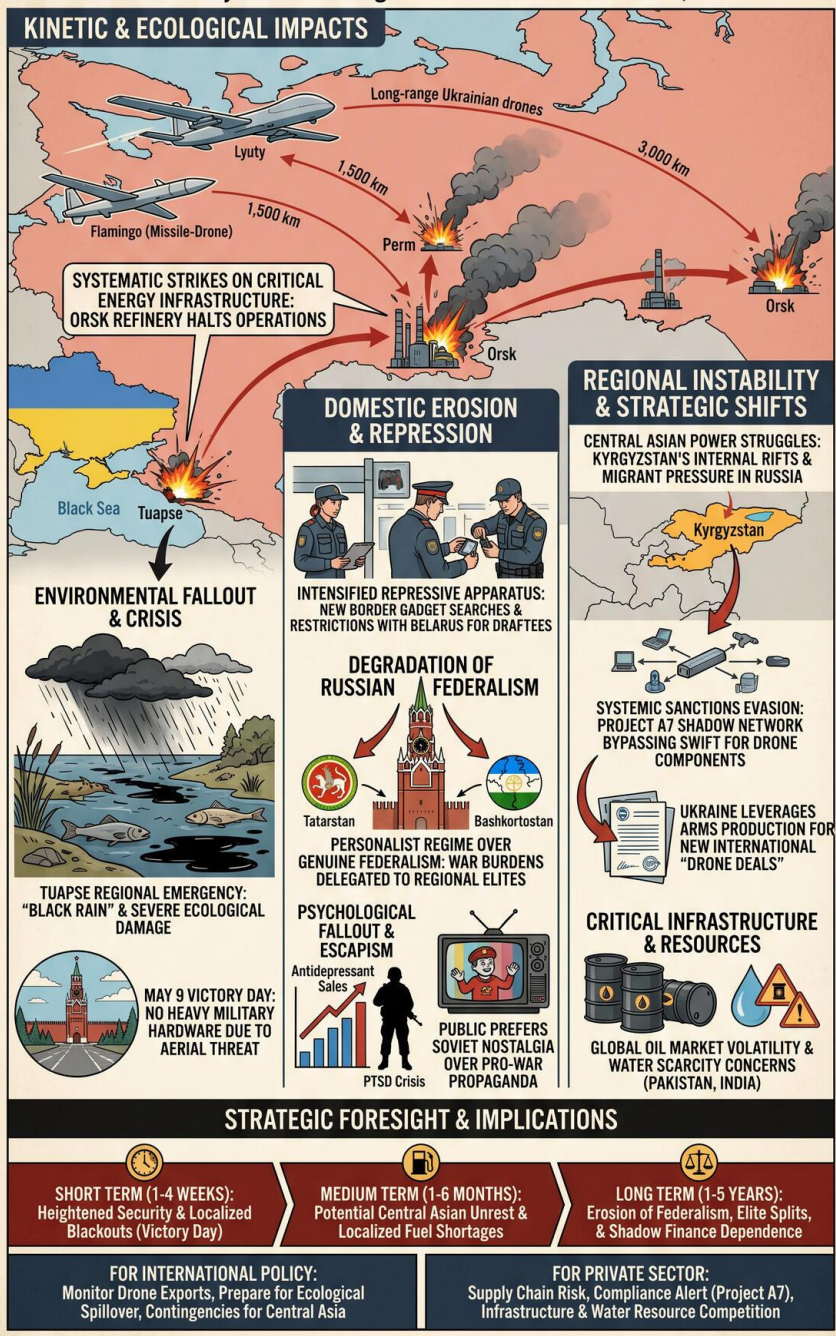 KINETIC & ECOLOGICAL IMPACTS
Long-range Ukrainian drones
Lyuty
3,000 km
1,500 km
Flamingo (Missile-Drone)
1,500 km
Perm
SYSTEMATIC STRIKES ON CRITICAL
ENERGY INFRASTRUCTURE:
ORSK REFINERY HALTS OPERATIONS
Orsk
Orsk
Black Sea
Tuapse
ENVIRONMENTAL FALLOUT
& CRISIS
TUAPSE REGIONAL EMERGENCY:
“BLACK RAIN” & SEVERE ECOLOGICAL
DAMAGE
MAY 9 VICTORY DAY:
NO HEAVY MILITARY
HARDWARE DUE TO
AERIAL THREAT
DOMESTIC EROSION
& REPRESSION
INTENSIFIED REPRESSIVE APPARATUS:
NEW BORDER GADGET SEARCHES &
RESTRICTIONS WITH BELARUS FOR DRAFTEES
DEGRADATION OF
RUSSIAN FEDERALISM
Tatarstan
Bashkortostan
PERSONALIST REGIME OVER
GENUINE FEDERALISM: WAR BURDENS
DELEGATED TO REGIONAL ELITES
PSYCHOLOGICAL
FALLOUT &
ESCAPISM
Antidepressant
Sales
PTSD Crisis
PUBLIC PREFERS
SOVIET NOSTALGIA
OVER PRO-WAR
PROPAGANDA
REGIONAL INSTABILITY
& STRATEGIC SHIFTS
CENTRAL ASIAN POWER STRUGGLES:
KYRGYZSTAN'S INTERNAL RIFTS &
MIGRANT PRESSURE IN RUSSIA
Kyrgyzstan
SYSTEMIC SANCTIONS EVASION:
PROJECT A7 SHADOW NETWORK
BYPASSING SWIFT FOR DRONE
COMPONENTS
UKRAINE LEVERAGES
ARMS PRODUCTION FOR
NEW INTERNATIONAL
“DRONE DEALS”
CRITICAL INFRASTRUCTURE
& RESOURCES
GLOBAL OIL MARKET VOLATILITY &
WATER SCARCITY CONCERNS
(PAKISTAN, INDIA)
STRATEGIC FORESIGHT & IMPLICATIONS
SHORT TERM (1-4 WEEKS):
Heightened Security & Localized
Blackouts (Victory Day)
MEDIUM TERM (1-6 MONTHS):
Potential Central Asian Unrest &
Localized Fuel Shortages
LONG TERM (1-5 YEARS):
Erosion of Federalism, Elite Splits,
& Shadow Finance Dependence
FOR INTERNATIONAL POLICY:
Monitor Drone Exports, Prepare for Ecological
Spillover, Contingencies for Central Asia
FOR PRIVATE SECTOR:
Supply Chain Risk, Compliance Alert (Project A7),
Infrastructure & Water Resource Competition